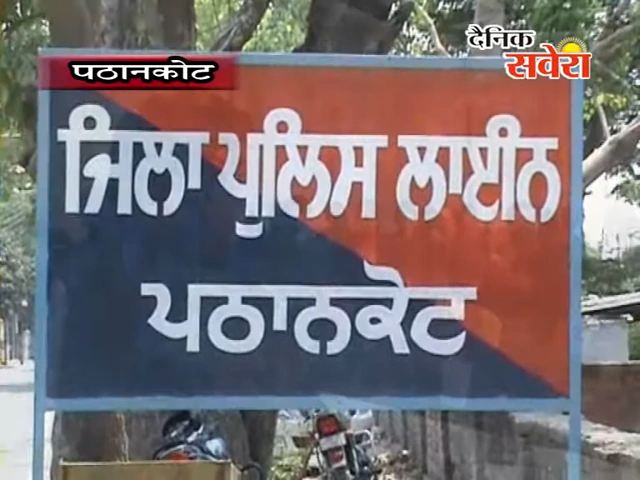 दैनिक
सवेरा
पठानकोट
ਜਿਲਾ ਪੁਲਿਸ ਲਾਈਨ
ਪਠਾਨਕੋਟ